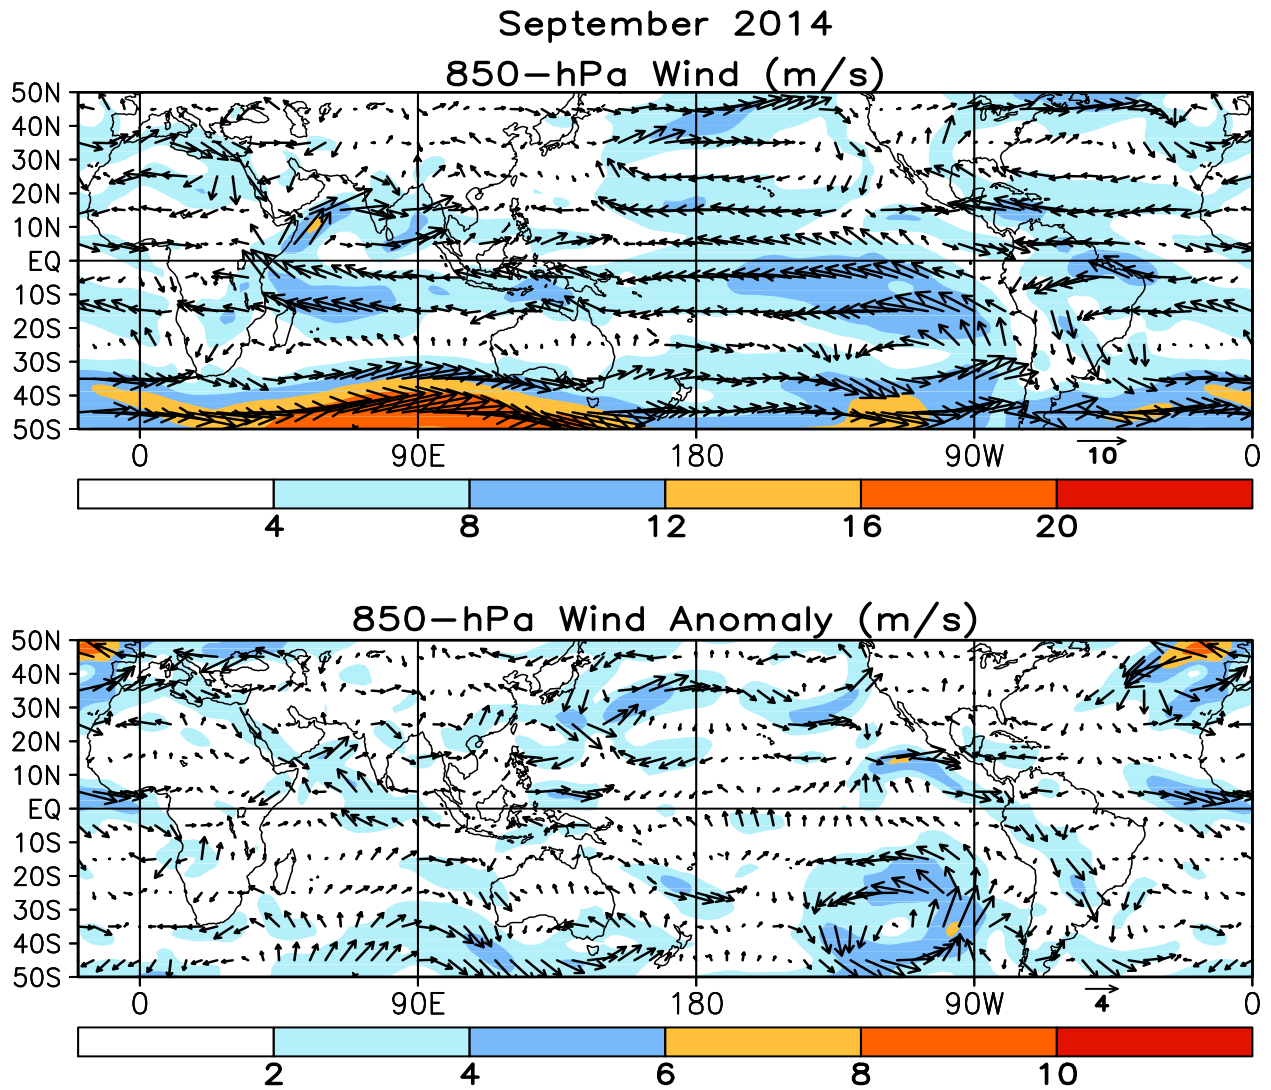 September 2014
850-hPa Wind (m/s)
50N
40N
30N
20N
10N
EQ
10S
20S
30S
40S
50S
0 90E 180 90W 0
10
4 8 12 16 20
850-hPa Wind Anomaly (m/s)
50N
40N
30N
20N
10N
EQ
10S
20S
30S
40S
50S
0 90E 180 90W 0
4
2 4 6 8 10